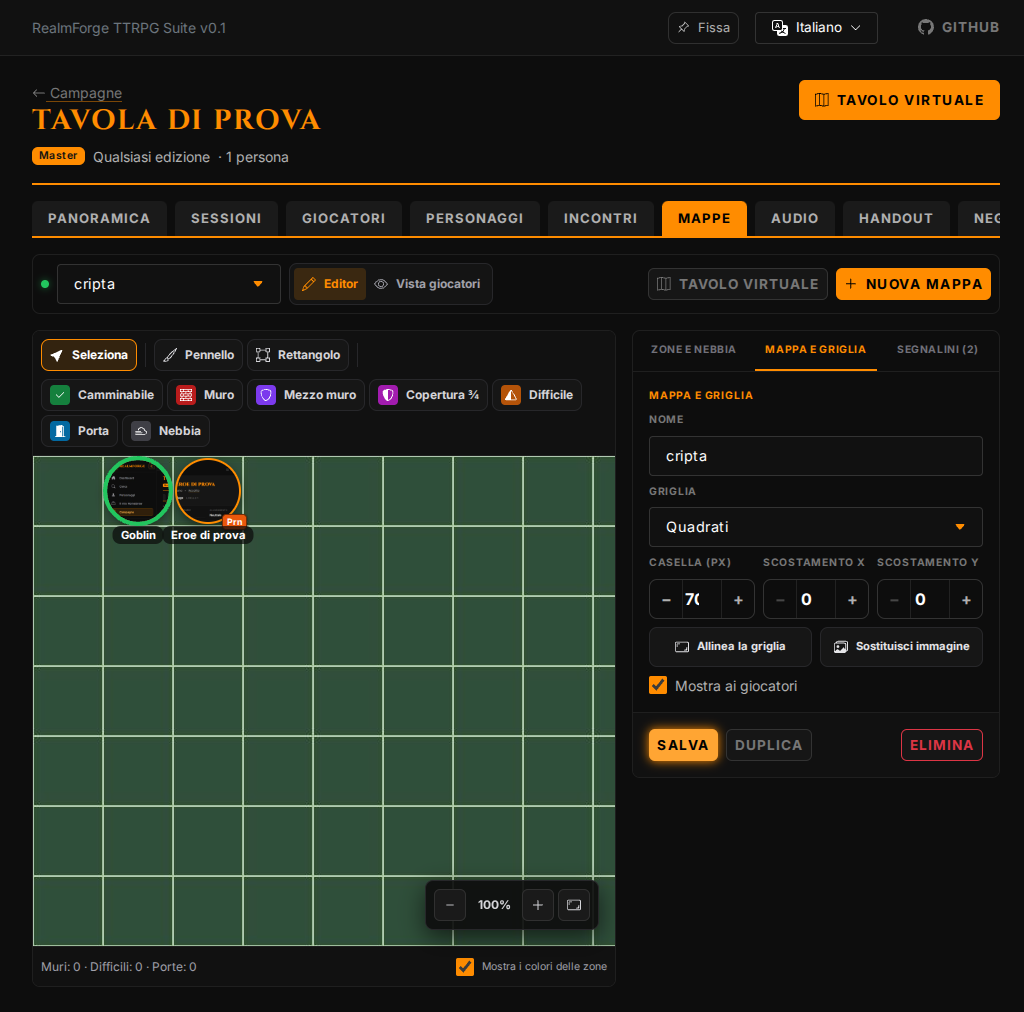 RealmForge TTRPG Suite v0.1
Fissa
Italiano
GITHUB
← Campagne
TAVOLA DI PROVA
TAVOLO VIRTUALE
Master
Qualsiasi edizione · 1 persona
PANORAMICA
SESSIONI
GIOCATORI
PERSONAGGI
INCONTRI
MAPPE
AUDIO
HANDOUT
cripta
Editor
Vista giocatori
TAVOLO VIRTUALE
+ NUOVA MAPPA
Seleziona
Pennello
Rettangolo
Camminabile
Muro
Mezzo muro
Copertura ¾
Difficile
Porta
Nebbia
Prn
Goblin
Eroe di prova
− 100% +
Muri: 0 · Difficili: 0 · Porte: 0
Mostra i colori delle zone
ZONE E NEBBIA
MAPPA E GRIGLIA
SEGNALINI (2)
MAPPA E GRIGLIA
NOME
cripta
GRIGLIA
Quadrati
CASELLA (PX)
SCOSTAMENTO X
SCOSTAMENTO Y
− 70 +
− 0 +
− 0 +
Allinea la griglia
Sostituisci immagine
Mostra ai giocatori
SALVA
DUPLICA
ELIMINA